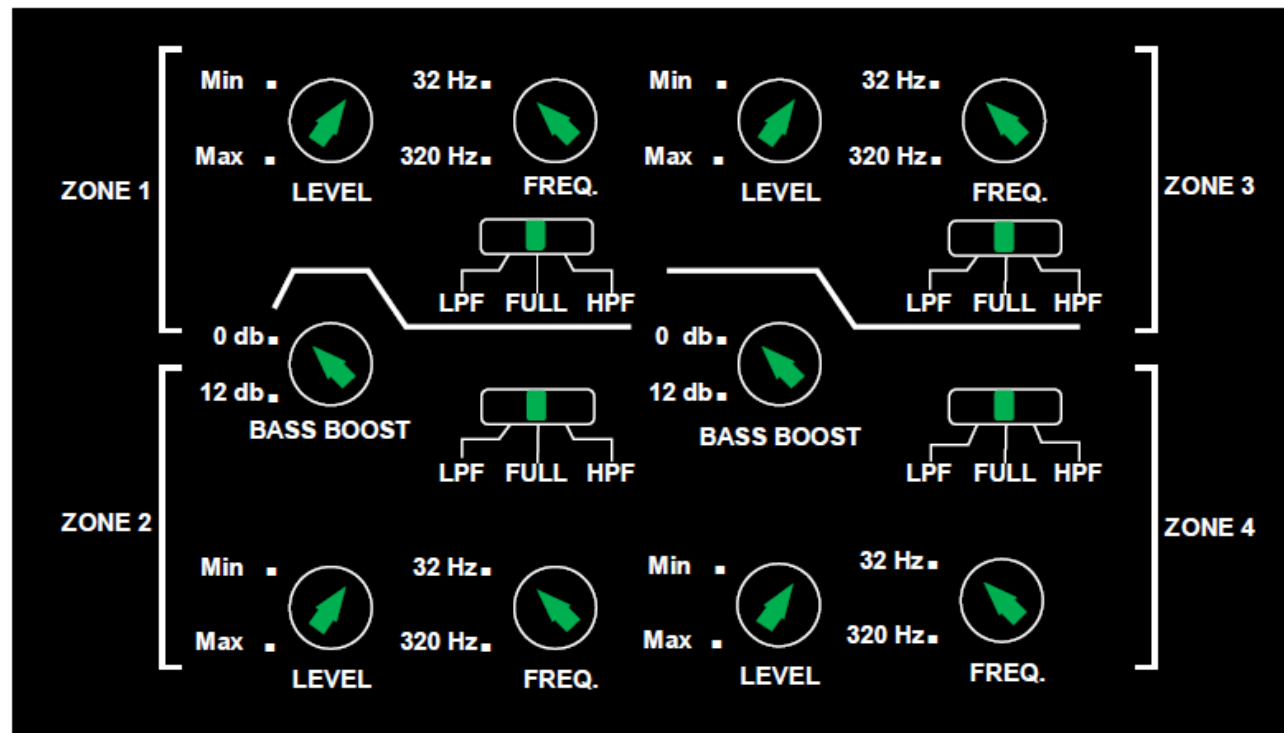 Min
32 Hz
Min
32 Hz
Max
320 Hz
Max
320 Hz
ZONE 1
LEVEL
FREQ.
LEVEL
FREQ.
ZONE 3
LPF FULL HPF
LPF FULL HPF
0 db
0 db
12 db
12 db
BASS BOOST
BASS BOOST
LPF FULL HPF
LPF FULL HPF
ZONE 2
ZONE 4
Min
32 Hz
Min
32 Hz
Max
320 Hz
Max
320 Hz
LEVEL
FREQ.
LEVEL
FREQ.